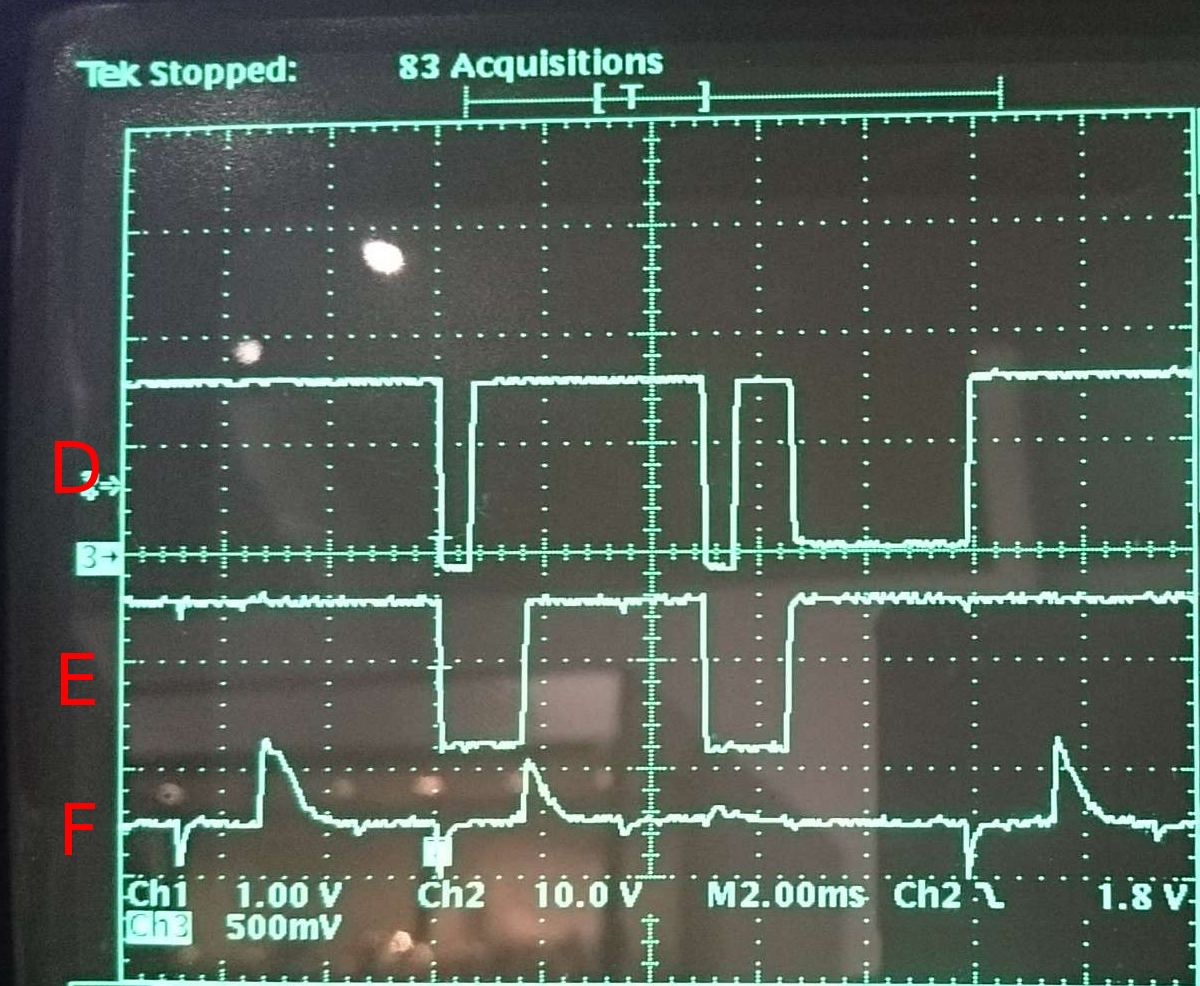 Tek Stopped: 83 Acquisitions
[ T ]
D
3→
E
F
Ch1 1.00 V Ch2 10.0 V M2.00ms Ch2 1.8 V
Ch3 500mV